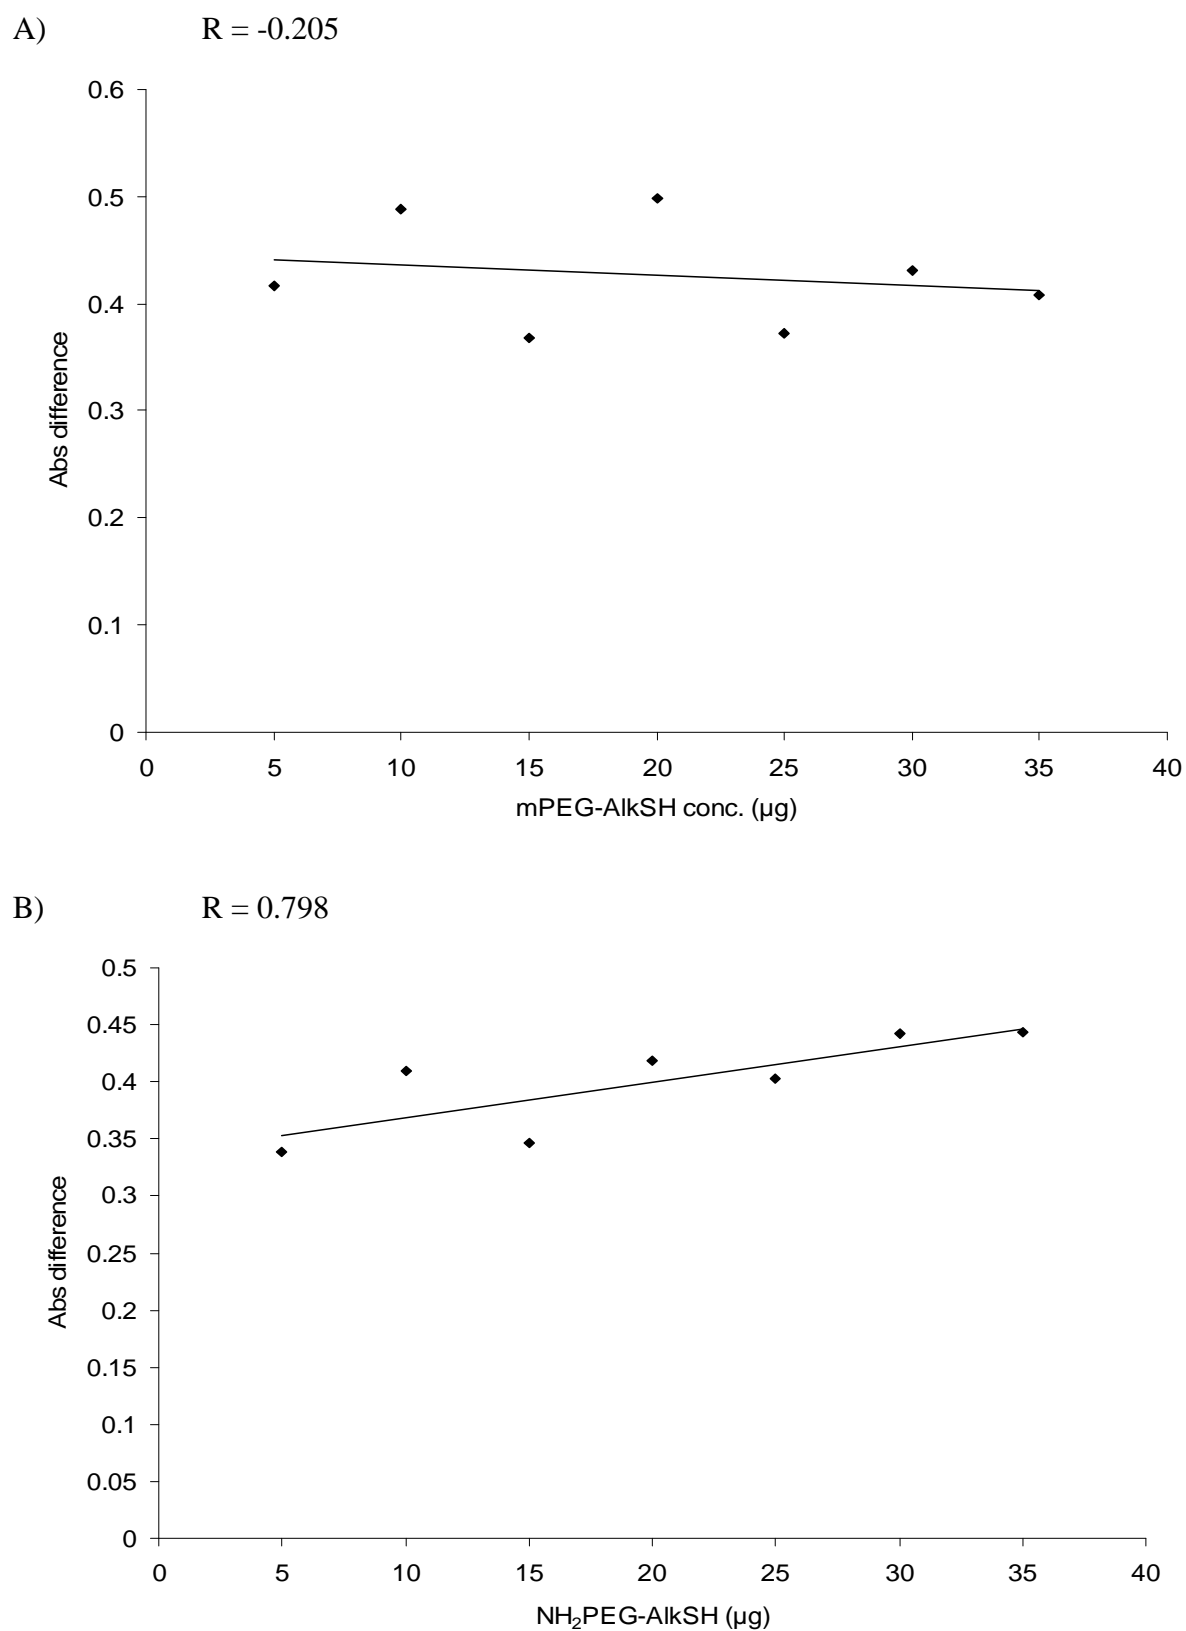 A) R = -0.205
0.6
0.5
0.4
0.3
0.2
0.1
0
Abs difference
0 5 10 15 20 25 30 35 40
mPEG-AlkSH conc. (µg)
B) R = 0.798
0.5
0.45
0.4
0.35
0.3
0.25
0.2
0.15
0.1
0.05
0
Abs difference
0 5 10 15 20 25 30 35 40
NH₂PEG-AlkSH (µg)